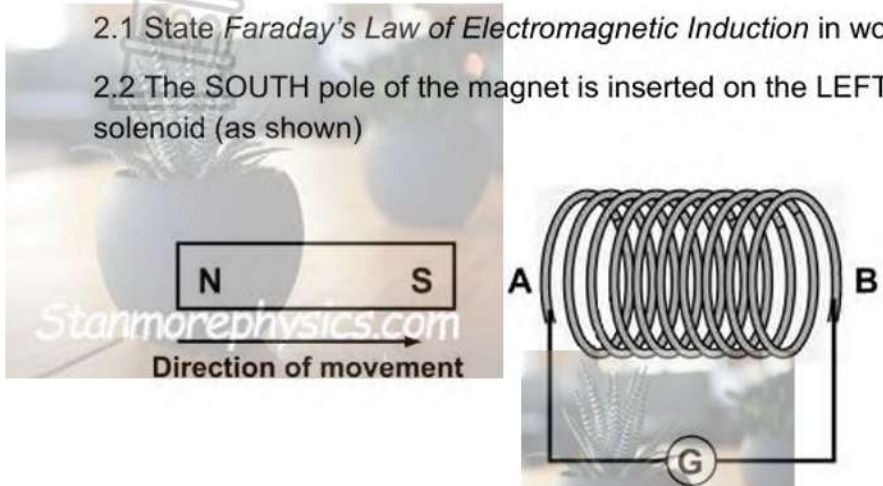 2.1 State Faraday's Law of Electromagnetic Induction in
2.2 The SOUTH pole of the magnet is inserted on the LEFT
solenoid (as shown)
N S A B
Stanmorephysics.com
Direction of movement
G